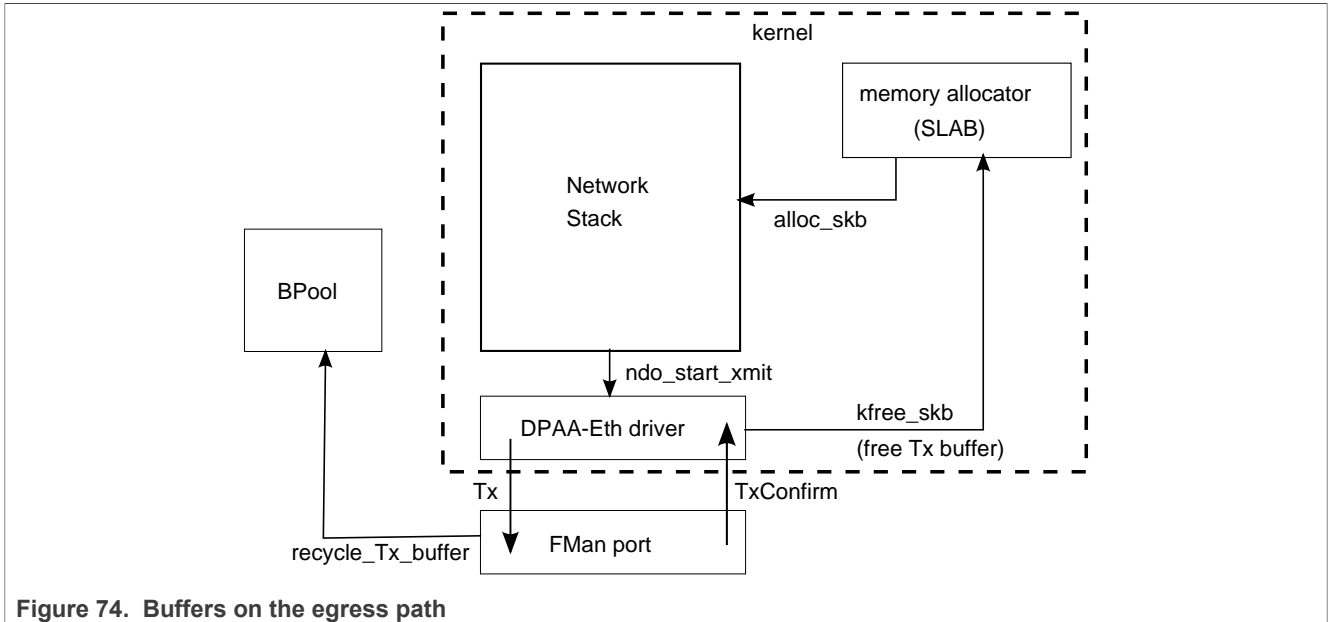 kernel
memory allocator
(SLAB)
Network
Stack
alloc_skb
BPool
ndo_start_xmit
DPAA-Eth driver
kfree_skb
(free Tx buffer)
Tx
TxConfirm
FMan port
recycle_Tx_buffer
Figure 74. Buffers on the egress path